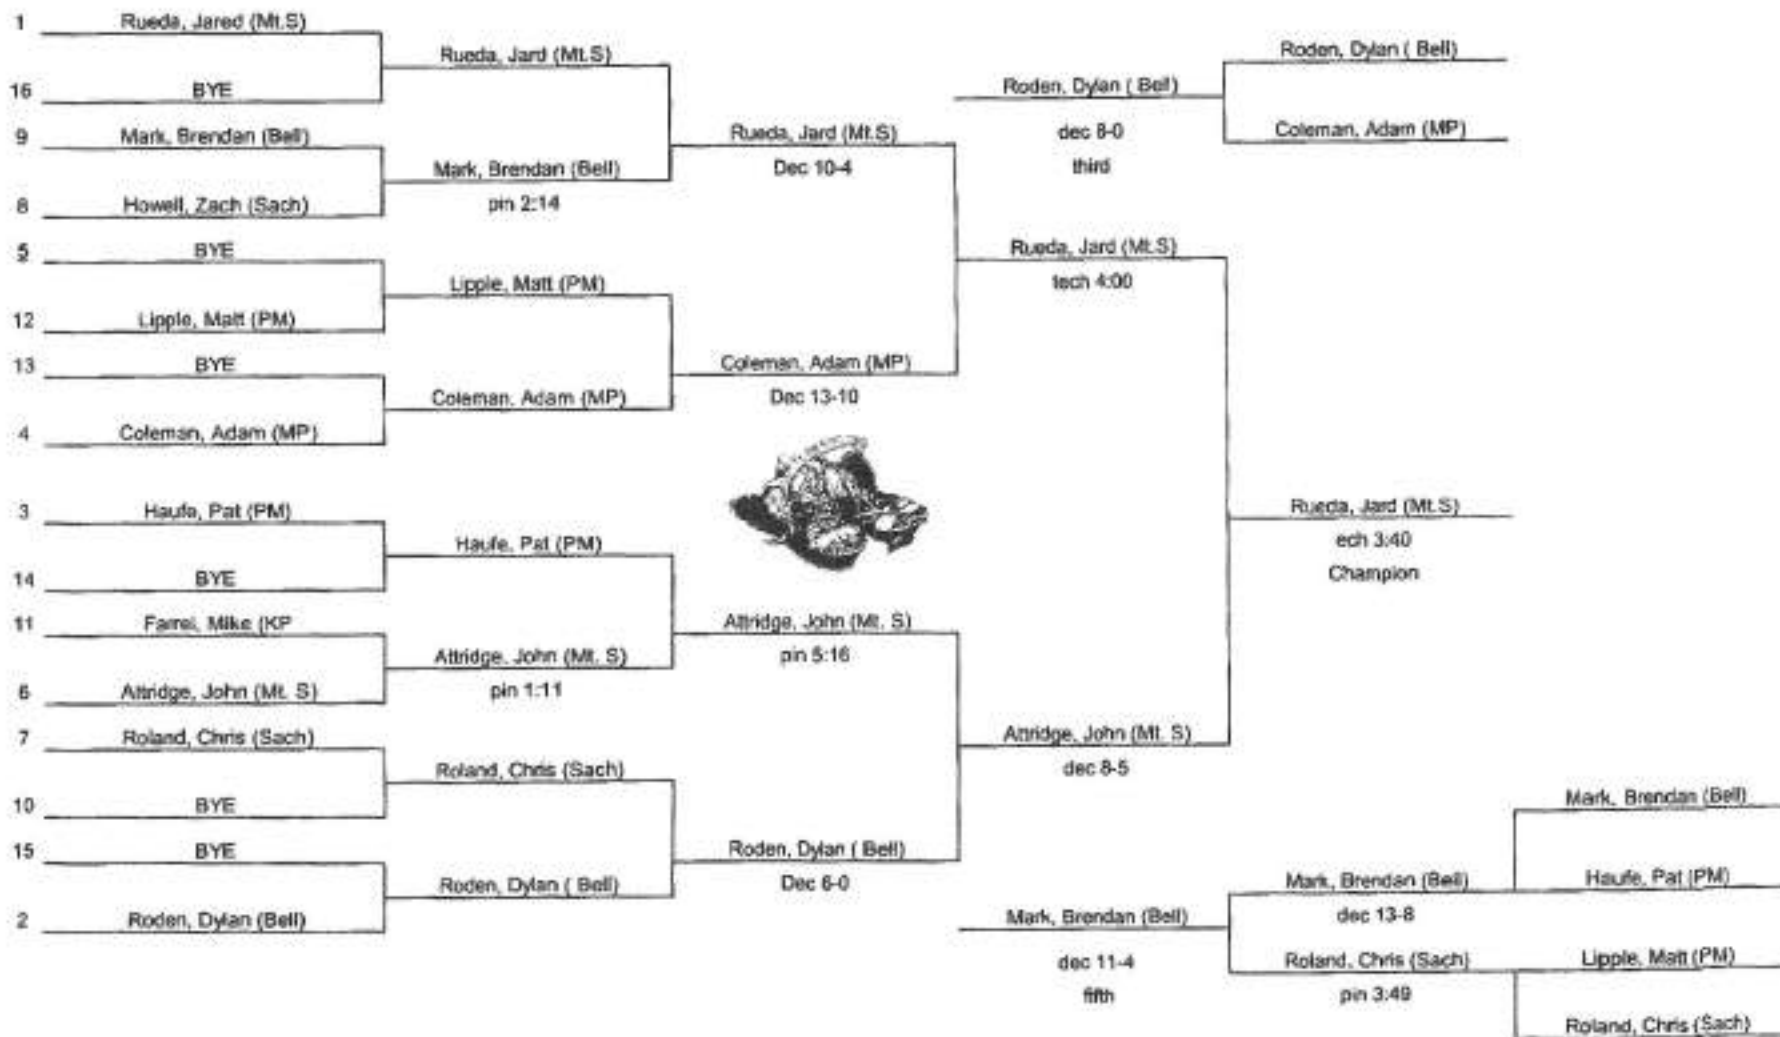 1 Rueda, Jared (Mt.S)
16 BYE
9 Mark, Brendan (Bell)
8 Howell, Zach (Sach)
5 BYE
12 Lipple, Matt (PM)
13 BYE
4 Coleman, Adam (MP)
3 Haufe, Pat (PM)
14 BYE
11 Farrel, Mike (KP
6 Attridge, John (Mt. S)
7 Roland, Chris (Sach)
10 BYE
15 BYE
2 Roden, Dylan (Bell)
Rueda, Jard (Mt.S)
Mark, Brendan (Bell)
pin 2:14
Lipple, Matt (PM)
Coleman, Adam (MP)
Haufe, Pat (PM)
Attridge, John (Mt. S)
pin 1:11
Roland, Chris (Sach)
Roden, Dylan ( Bell)
Rueda, Jard (Mt.S)
Dec 10-4
Coleman, Adam (MP)
Dec 13-10
Attridge, John (Mt. S)
pin 5:16
Roden, Dylan ( Bell)
Dec 6-0
Roden, Dylan ( Bell)
dec 8-0
third
Rueda, Jard (Mt.S)
tech 4:00
Attridge, John (Mt. S)
dec 8-5
Mark, Brendan (Bell)
dec 11-4
fifth
Roden, Dylan ( Bell)
Coleman, Adam (MP)
Rueda, Jard (Mt.S)
ech 3:40
Champion
Mark, Brendan (Bell)
dec 13-8
Roland, Chris (Sach)
pin 3:49
Mark, Brendan (Bell)
Haufe, Pat (PM)
Lipple, Matt (PM)
Roland, Chris (Sach)